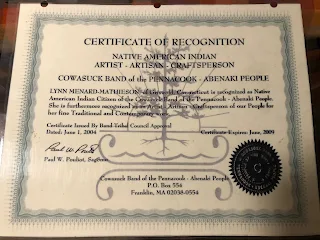 CERTIFICATE OF RECOGNITION
NATIVE AMERICAN INDIAN
ARTIST - ARTISAN - CRAFTSPERSON
COWASUCK BAND of the PENNACOOK - ABENAKI PEOPLE
LYNN MENARD-MATHIESON of Connecticut is recognized as Native
American Indian Citizen of the Cowasuck Band of the Pennacook - Abenaki People.
She is furthermore recognized as an Artist - Artisan - Craftsperson of our People for
her fine Traditional and Contemporary work.
Certificate Issued By Band-Tribal Council Approval
Dated: June 1, 2004 Certificate Expires: June, 2009
Paul W. Pouliot, Sagamo
Cowasuck Band of the Pennacook - Abenaki People
P.O. Box 554
Franklin, MA 02038-0554